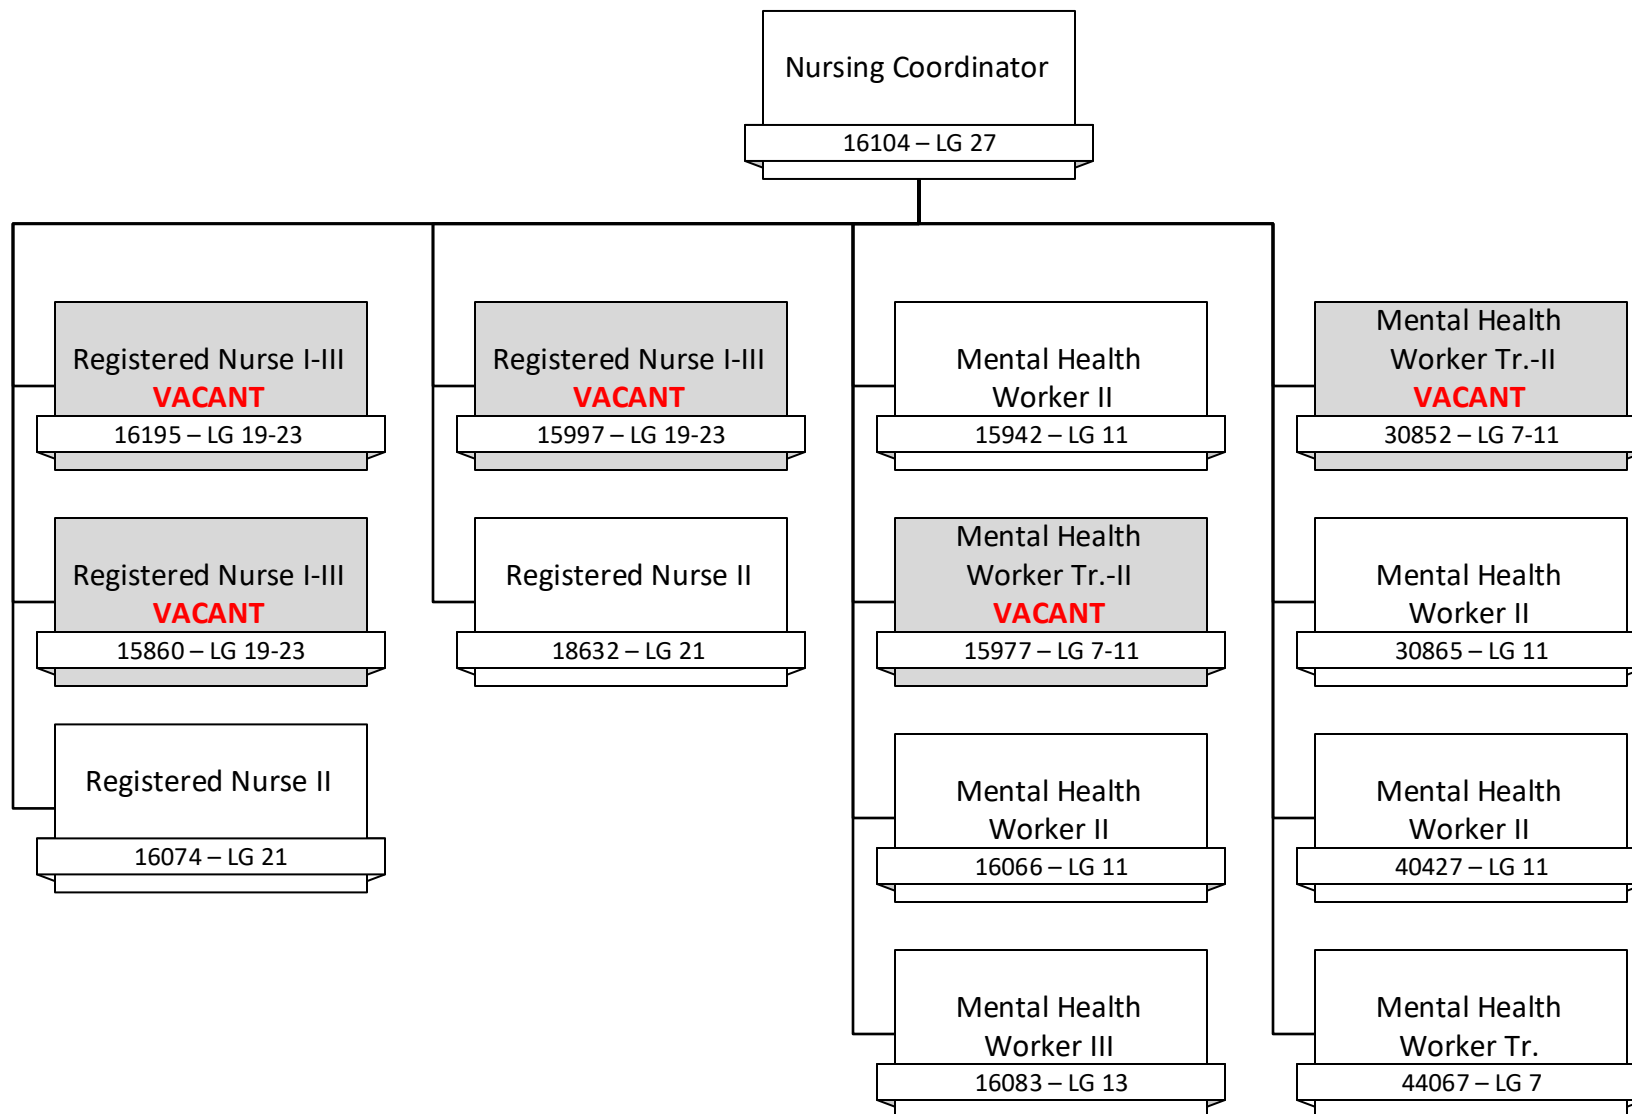 Nursing Coordinator
16104 – LG 27
Registered Nurse I-III
VACANT
16195 – LG 19-23
Registered Nurse I-III
VACANT
15860 – LG 19-23
Registered Nurse II
16074 – LG 21
Registered Nurse I-III
VACANT
15997 – LG 19-23
Registered Nurse II
18632 – LG 21
Mental Health
Worker II
15942 – LG 11
Mental Health
Worker Tr.-II
VACANT
15977 – LG 7-11
Mental Health
Worker II
16066 – LG 11
Mental Health
Worker III
16083 – LG 13
Mental Health
Worker Tr.-II
VACANT
30852 – LG 7-11
Mental Health
Worker II
30865 – LG 11
Mental Health
Worker II
40427 – LG 11
Mental Health
Worker Tr.
44067 – LG 7